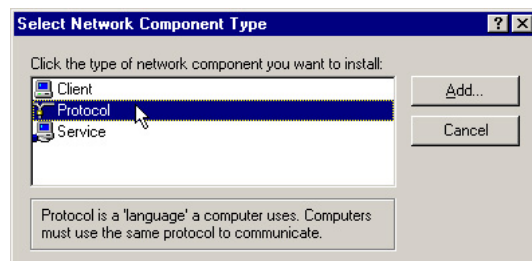 Select Network Component Type
Click the type of network component you want to install:
Client
Protocol
Service
Add...
Cancel
Protocol is a 'language' a computer uses. Computers
must use the same protocol to communicate.